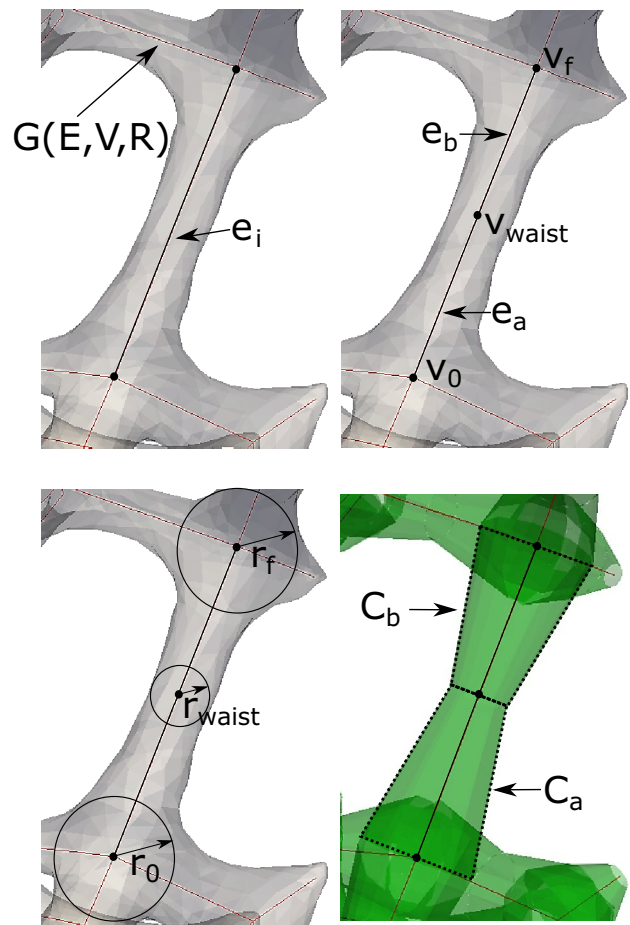 G(E,V,R)
e_i
v_f
e_b
v_waist
e_a
v_0
r_f
r_waist
r_0
C_b
C_a